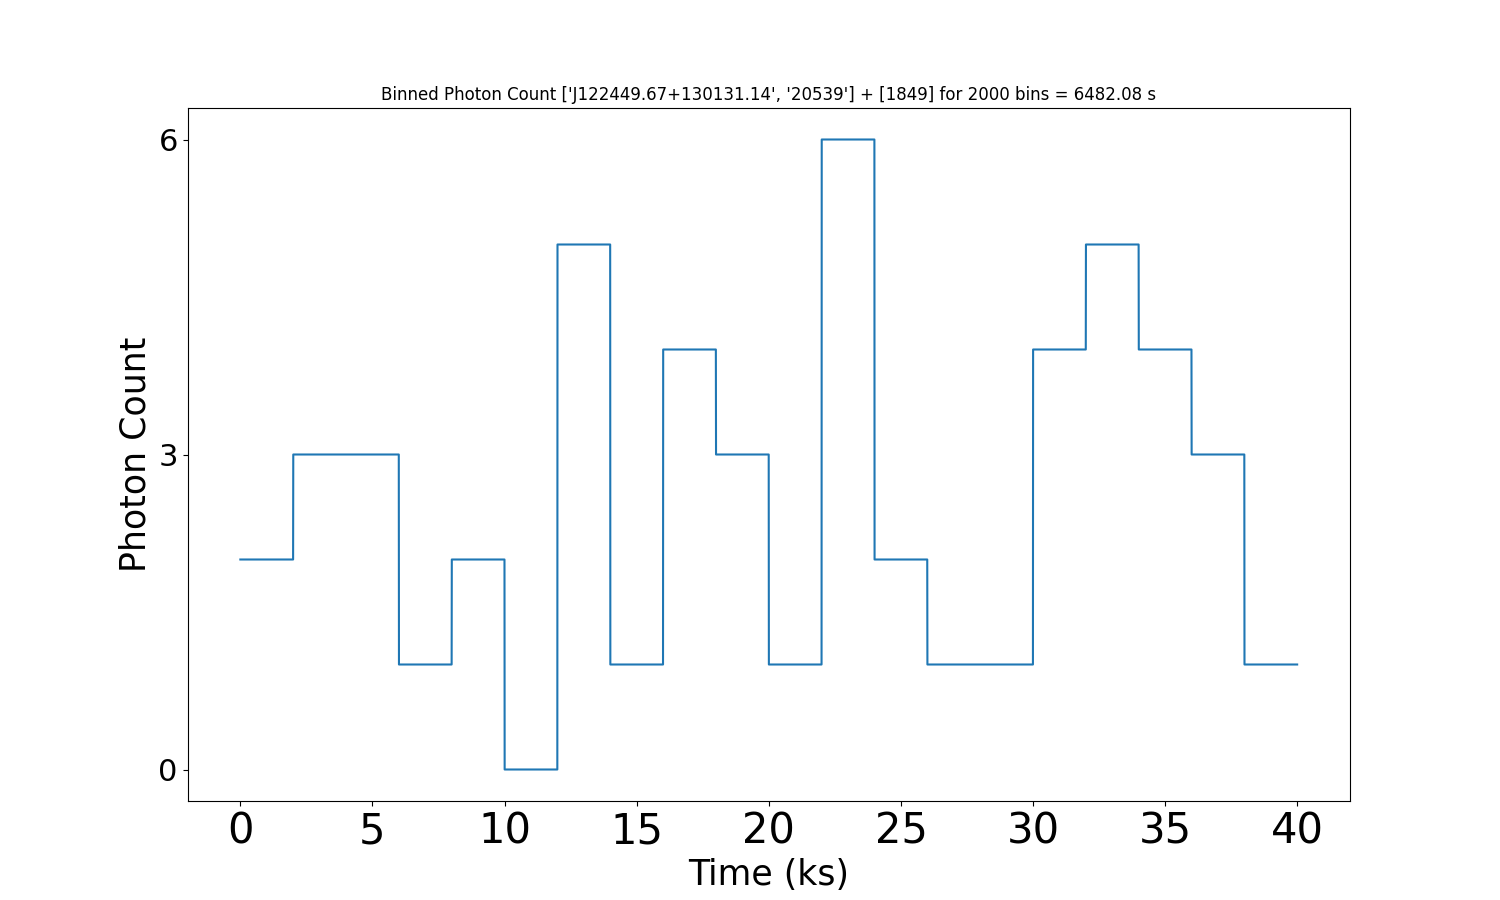 Binned Photon Count ['J122449.67+130131.14', '20539'] + [1849] for 2000 bins = 6482.08 s
6
3
0
Photon Count
0 5 10 15 20 25 30 35 40
Time (ks)